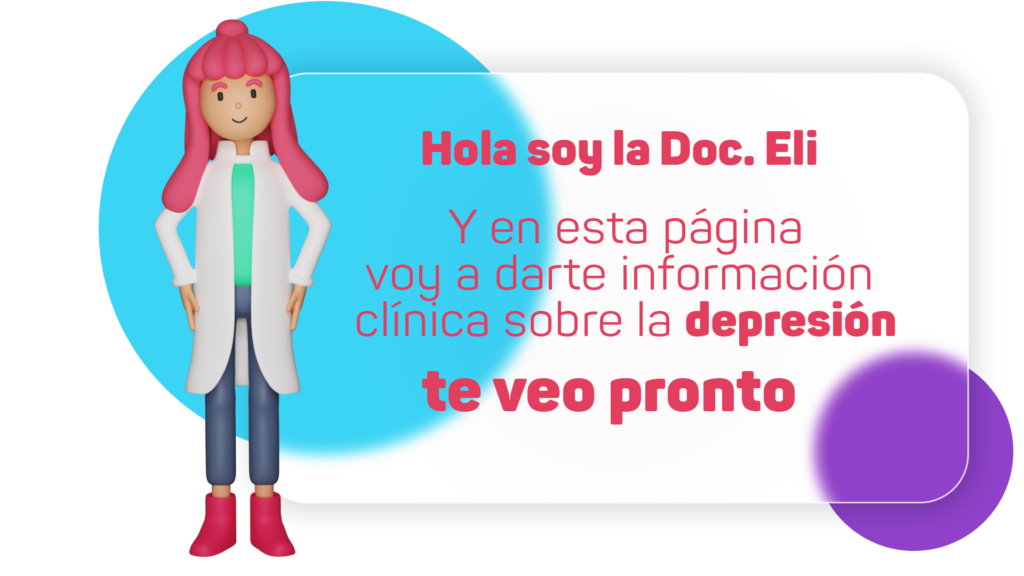 Hola soy la Doc. Eli
Y en esta página
voy a darte información
clínica sobre la depresión
te veo pronto